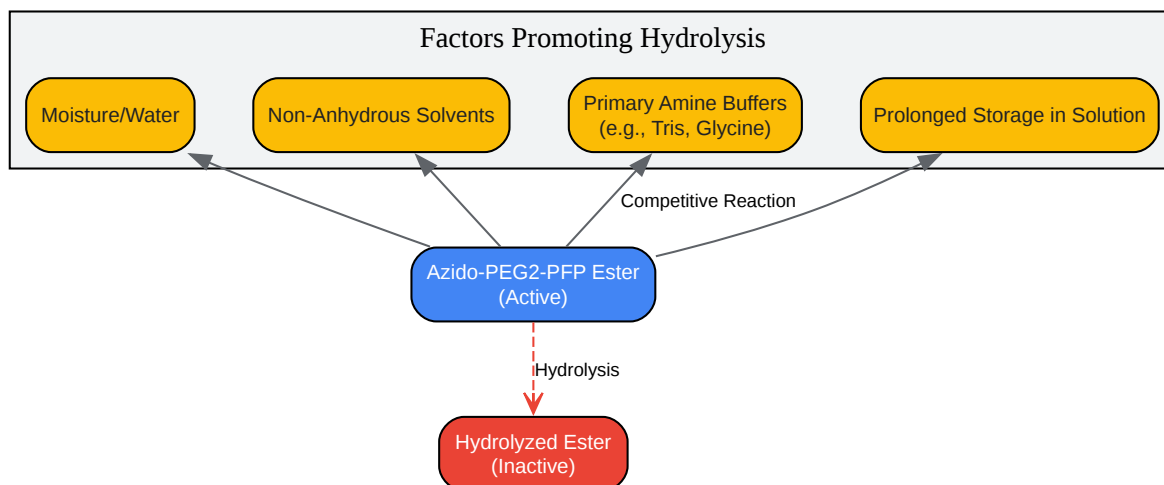 Factors Promoting Hydrolysis
Moisture/Water
Non-Anhydrous Solvents
Primary Amine Buffers
(e.g., Tris, Glycine)
Prolonged Storage in Solution
Competitive Reaction
Azido-PEG2-PFP Ester
(Active)
Hydrolysis
Hydrolyzed Ester
(Inactive)